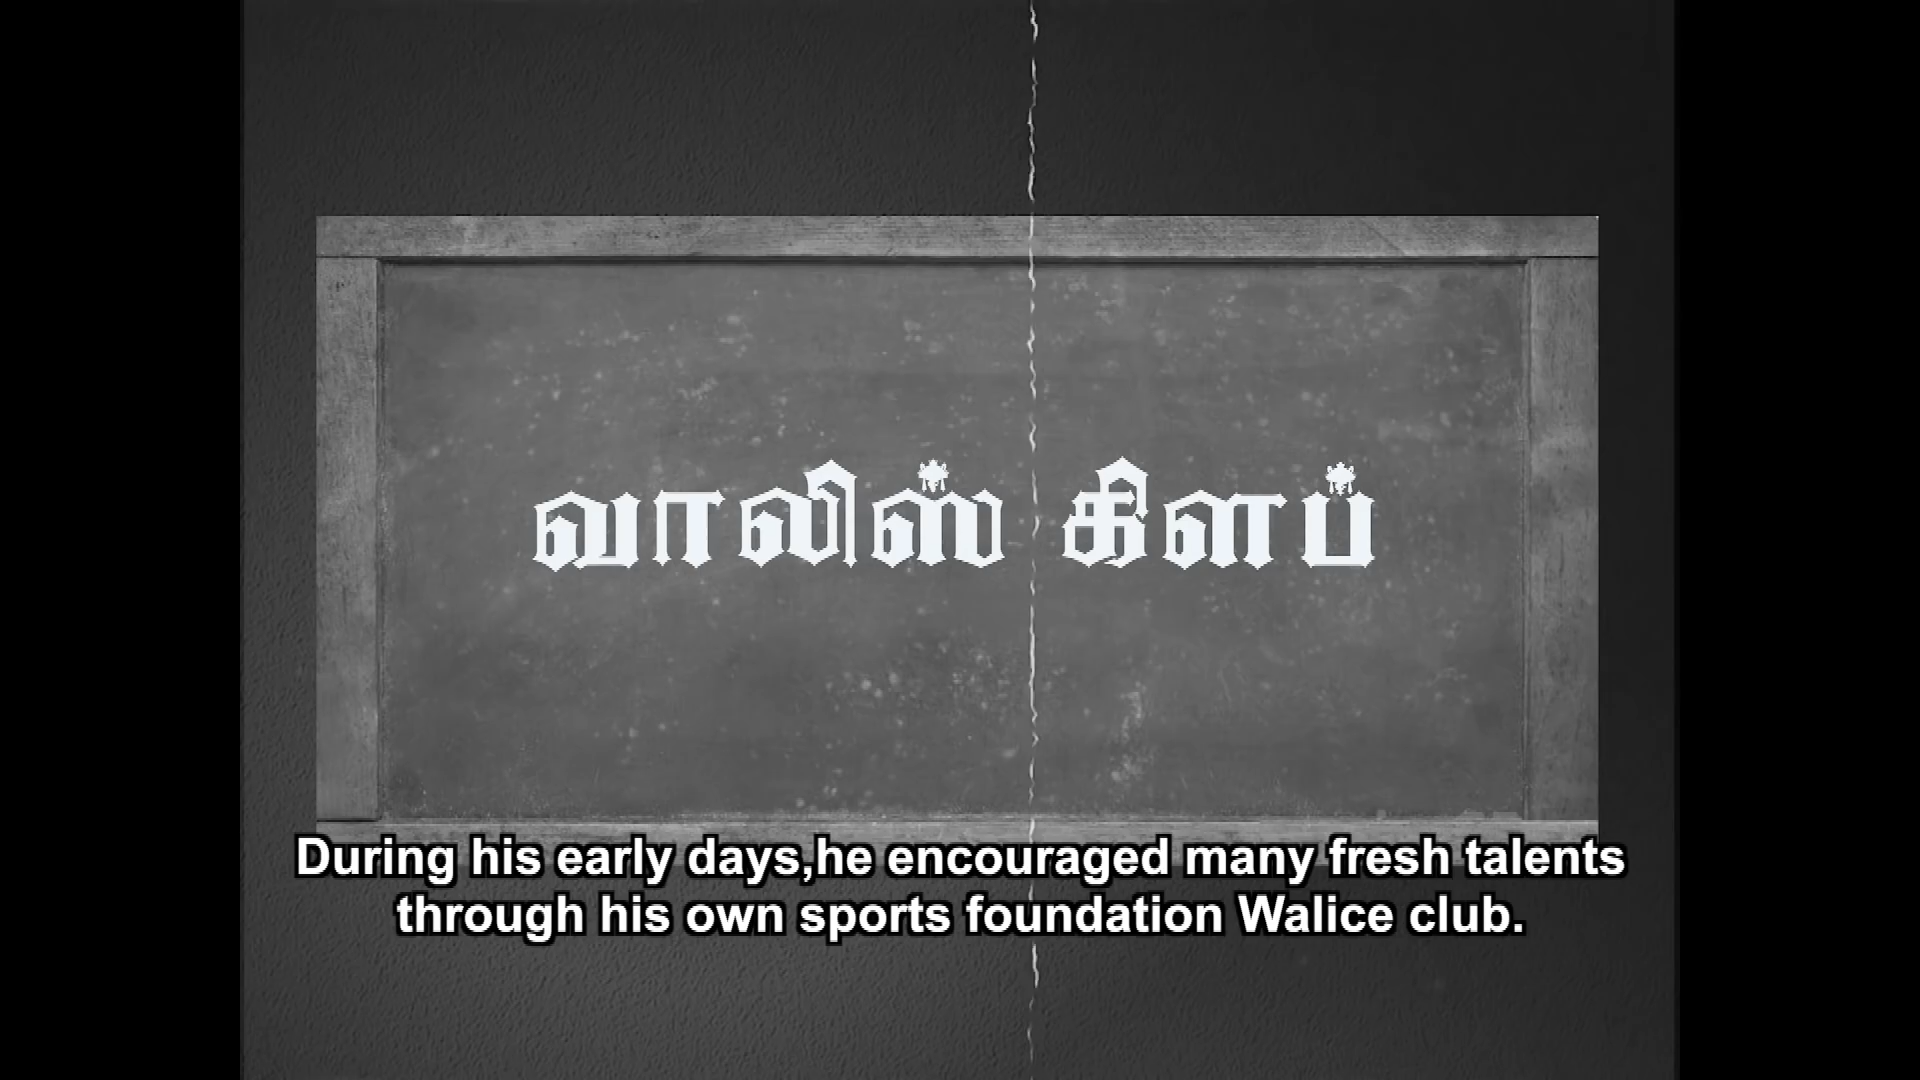 வாலிஸ் கிளப்
During his early days,he encouraged many fresh talents
through his own sports foundation Walice club.